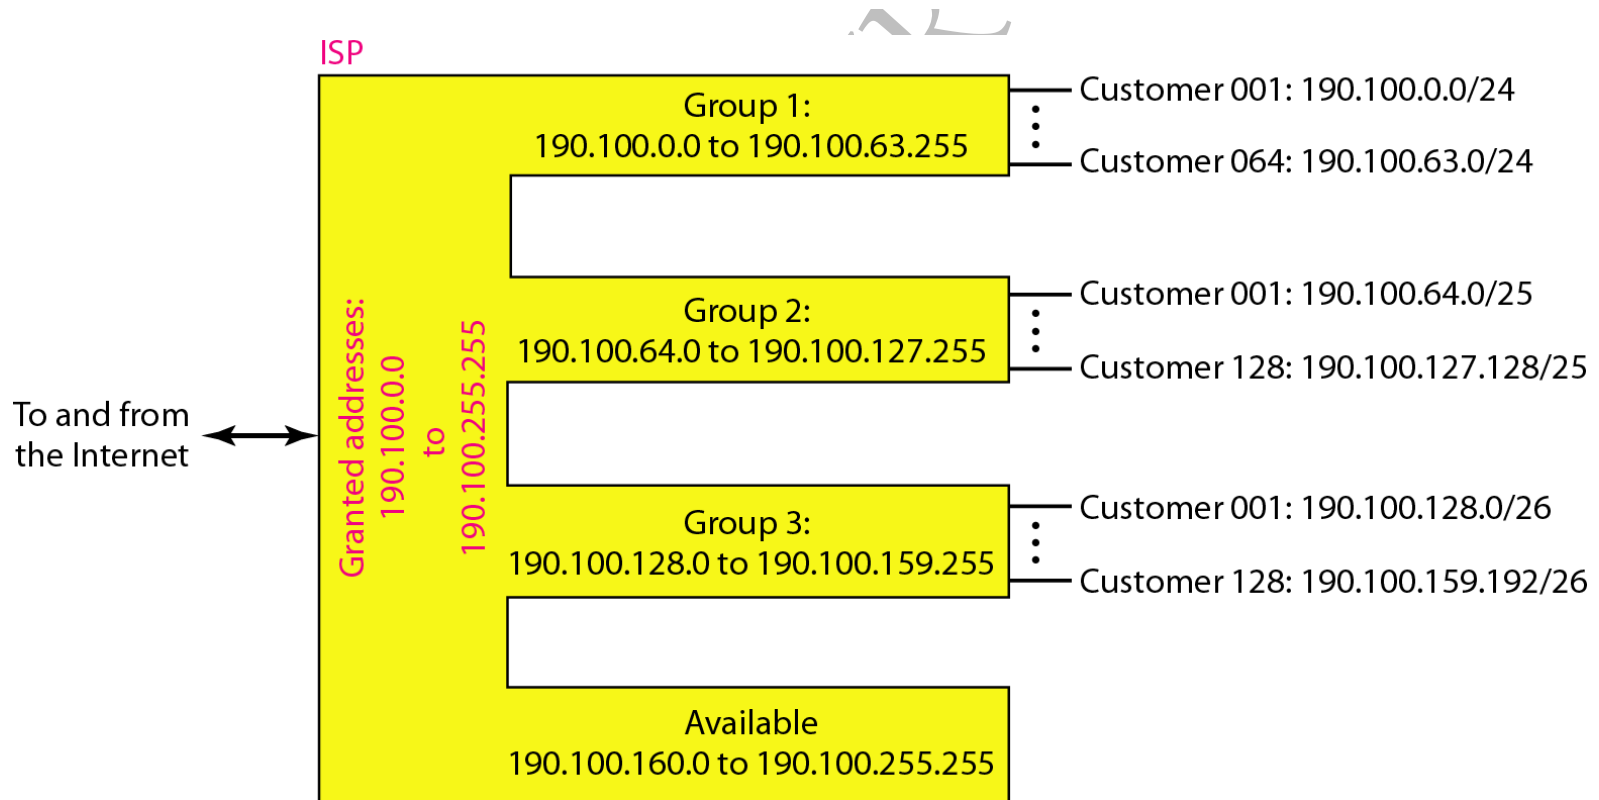 ISP
Group 1:
190.100.0.0 to 190.100.63.255
Customer 001: 190.100.0.0/24
Customer 064: 190.100.63.0/24
Group 2:
190.100.64.0 to 190.100.127.255
Customer 001: 190.100.64.0/25
Customer 128: 190.100.127.128/25
Granted addresses:
190.100.0.0
to
190.100.255.255
To and from
the Internet
Group 3:
190.100.128.0 to 190.100.159.255
Customer 001: 190.100.128.0/26
Customer 128: 190.100.159.192/26
Available
190.100.160.0 to 190.100.255.255